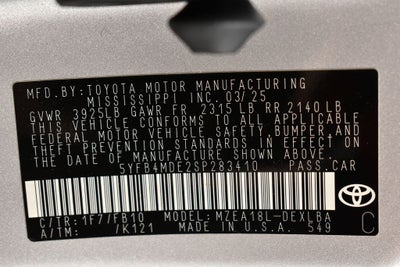 MFD.BY:TOYOTA MOTOR MANUFACTURING
MISSISSIPPI INC. 03/25
GVWR 3925LB GAWR FR 2315LB RR 2140LB
THIS VEHICLE CONFORMS TO ALL APPLICABLE
FEDERAL MOTOR VEHICLE SAFETY, BUMPER, AND
THEFT PREVENTION STANDARDS IN EFFECT ON
THE DATE OF MANUFACTURE SHOWN ABOVE.
5YFB4MDE2SP283410 PASS.CAR
C/TR:1F7/FB10 MODEL:MZEA18L-DEXLBA
A/TM: /K121 MADE IN U.S.A. 549
TOYOTA
C